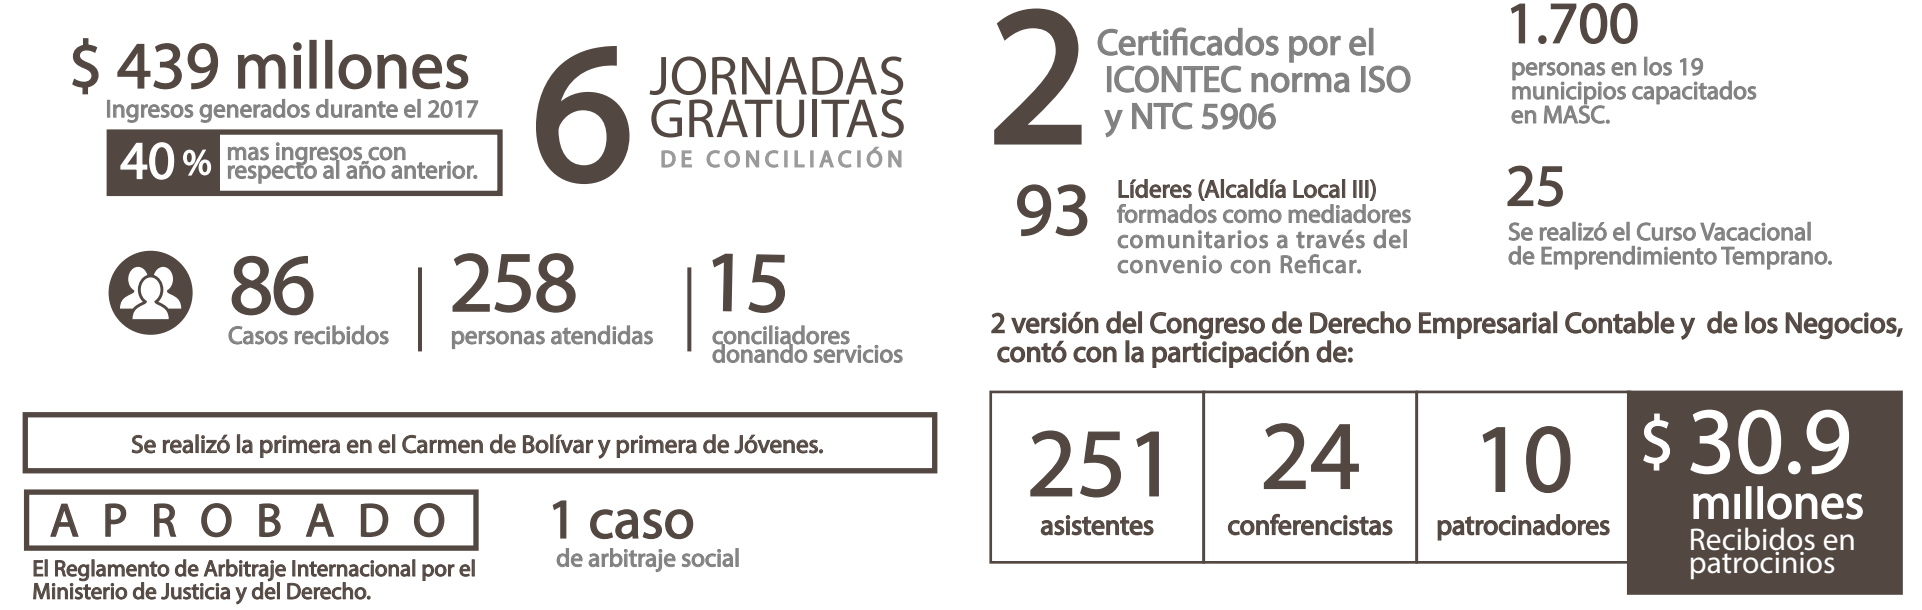 $ 439 millones
Ingresos generados durante el 2017
40 %
mas ingresos con
respecto al año anterior.
6
JORNADAS
GRATUITAS
DE CONCILIACIÓN
86
Casos recibidos
258
personas atendidas
15
conciliadores
donando servicios
Se realizó la primera en el Carmen de Bolívar y primera de Jóvenes.
APROBADO
El Reglamento de Arbitraje Internacional por el
Ministerio de Justicia y del Derecho.
1 caso
de arbitraje social
2
Certificados por el
ICONTEC norma ISO
y NTC 5906
1.700
personas en los 19
municipios capacitados
en MASC.
93
Líderes (Alcaldía Local III)
formados como mediadores
comunitarios a través del
convenio con Reficar.
25
Se realizó el Curso Vacacional
de Emprendimiento Temprano.
2 versión del Congreso de Derecho Empresarial Contable y de los Negocios,
contó con la participación de:
251
asistentes
24
conferencistas
10
patrocinadores
$ 30.9
millones
Recibidos en
patrocinios